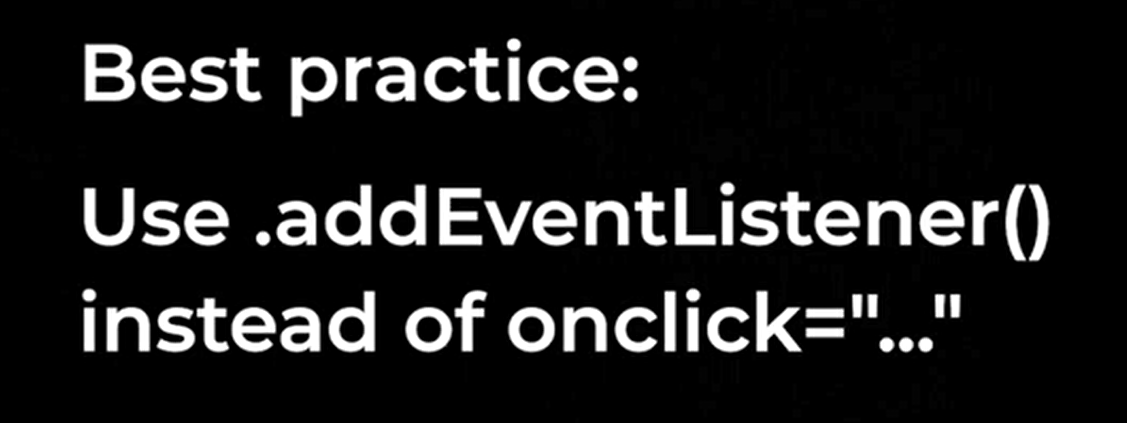 Best practice:
Use .addEventListener()
instead of onclick="..."